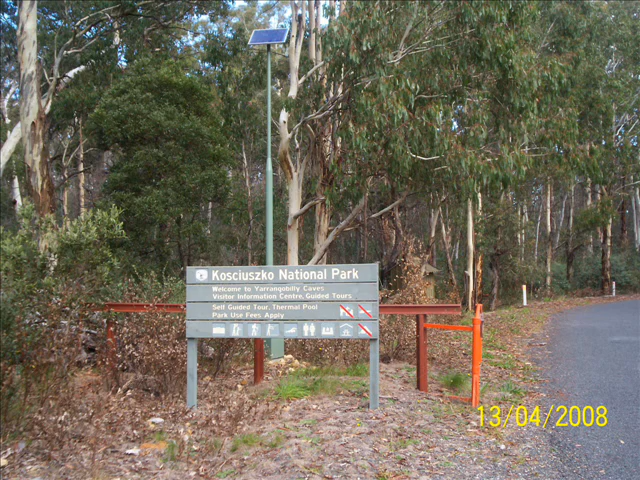 Kosciuszko National Park
Welcome to Yarrangobilly Caves
Visitor Information Centre, Guided Tours
Self Guided Tour, Thermal Pool
Park Use Fees Apply
13/04/2008